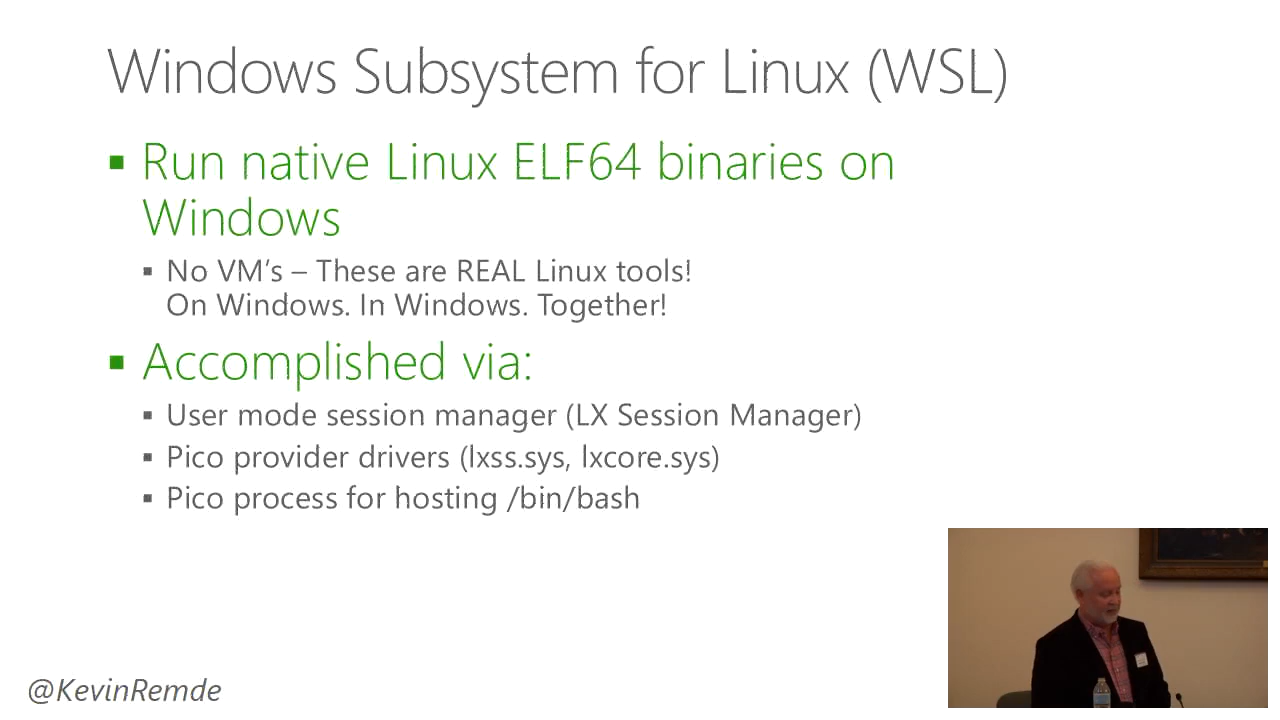 Windows Subsystem for Linux (WSL)
▪ Run native Linux ELF64 binaries on
Windows
▪ No VM's – These are REAL Linux tools!
On Windows. In Windows. Together!
▪ Accomplished via:
▪ User mode session manager (LX Session Manager)
▪ Pico provider drivers (lxss.sys, lxcore.sys)
▪ Pico process for hosting /bin/bash
@KevinRemde